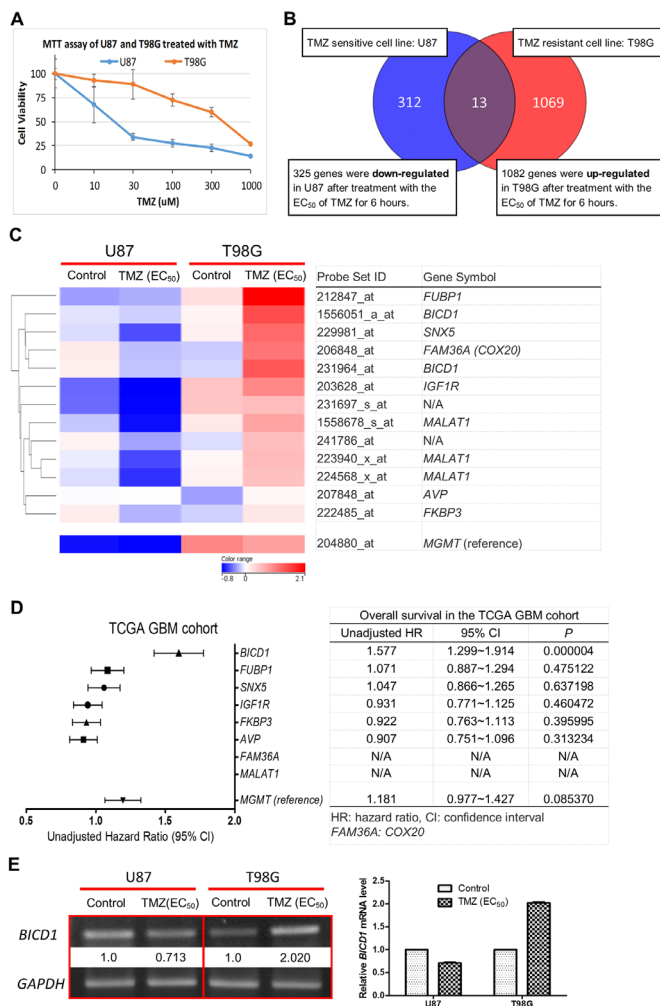 A
MTT assay of U87 and T98G treated with TMZ
U87 T98G
Cell Viability
100
75
50
25
0
0 10 30 100 300 1000
TMZ (uM)
B
TMZ sensitive cell line: U87 TMZ resistant cell line: T98G
312 13 1069
325 genes were down-regulated
in U87 after treatment with the
EC50 of TMZ for 6 hours.
1082 genes were up-regulated
in T98G after treatment with the
EC50 of TMZ for 6 hours.
C
U87 T98G
Control TMZ (EC50) Control TMZ (EC50)
Probe Set ID Gene Symbol
212847_at FUBP1
1556051_a_at BICD1
229981_at SNX5
206848_at FAM36A (COX20)
231964_at BICD1
203628_at IGF1R
231697_s_at N/A
1558678_s_at MALAT1
241786_at N/A
223940_x_at MALAT1
224568_x_at MALAT1
207848_at AVP
222485_at FKBP3
204880_at MGMT (reference)
Color range
-0.8 0 2.1
D
TCGA GBM cohort
BICD1
FUBP1
SNX5
IGF1R
FKBP3
AVP
FAM36A
MALAT1
MGMT (reference)
0.5 1.0 1.5 2.0
Unadjusted Hazard Ratio (95% CI)
Overall survival in the TCGA GBM cohort
Unadjusted HR 95% CI P
1.577 1.299~1.914 0.000004
1.071 0.887~1.294 0.475122
1.047 0.866~1.265 0.637198
0.931 0.771~1.125 0.460472
0.922 0.763~1.113 0.395995
0.907 0.751~1.096 0.313234
N/A N/A N/A
N/A N/A N/A
1.181 0.977~1.427 0.085370
HR: hazard ratio, CI: confidence interval
FAM36A: COX20
E
U87 T98G
Control TMZ(EC50) Control TMZ (EC50)
BICD1
1.0 0.713 1.0 2.020
GAPDH
Relative BICD1 mRNA level
2.5
2.0
1.5
1.0
0.5
0.0
Control
TMZ (EC50)
U87 T98G